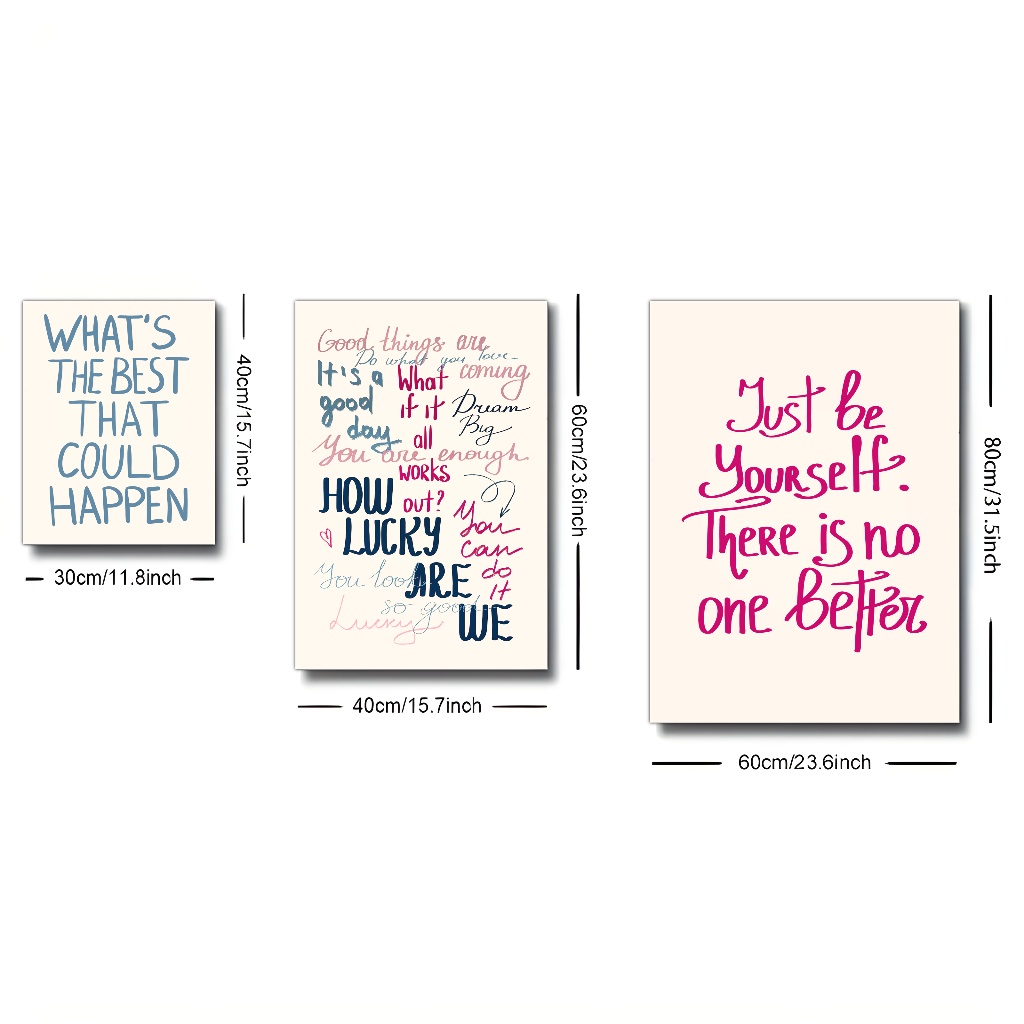 WHAT'S
THE BEST
THAT
COULD
HAPPEN
40cm/15.7inch
30cm/11.8inch
Good things are
Do what you love
coming
It's a
good
day
What
if it
all
works
out?
Dream
Big
You are enough
HOW
LUCKY
ARE
WE
You
can
do
it
You look
so good
Lucky
60cm/23.6inch
40cm/15.7inch
Just be
Yourself.
There is no
one better
80cm/31.5inch
60cm/23.6inch